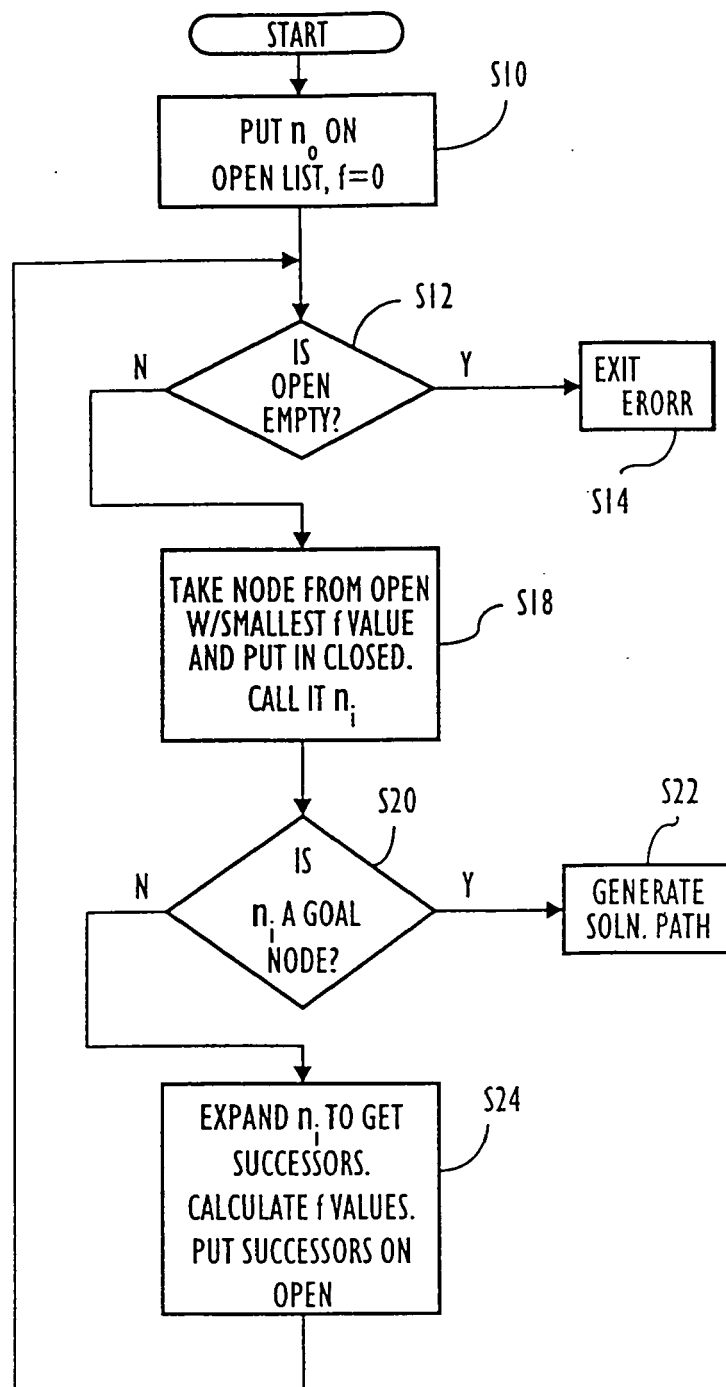 START
S10
PUT n₀ ON
OPEN LIST, f=0
S12
N
IS
OPEN
EMPTY?
Y
EXIT
ERORR
S14
TAKE NODE FROM OPEN
W/SMALLEST f VALUE
AND PUT IN CLOSED.
CALL IT nᵢ
S18
S20
N
IS
nᵢ A GOAL
NODE?
Y
S22
GENERATE
SOLN. PATH
EXPAND nᵢ TO GET
SUCCESSORS.
CALCULATE f VALUES.
PUT SUCCESSORS ON
OPEN
S24